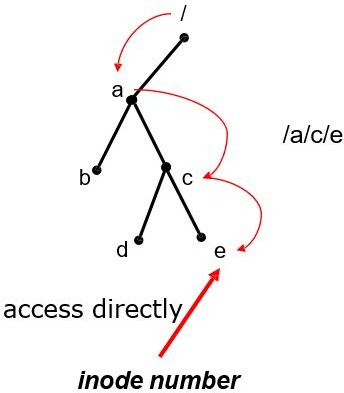 /
a
/a/c/e
b
c
d
e
access directly
inode number